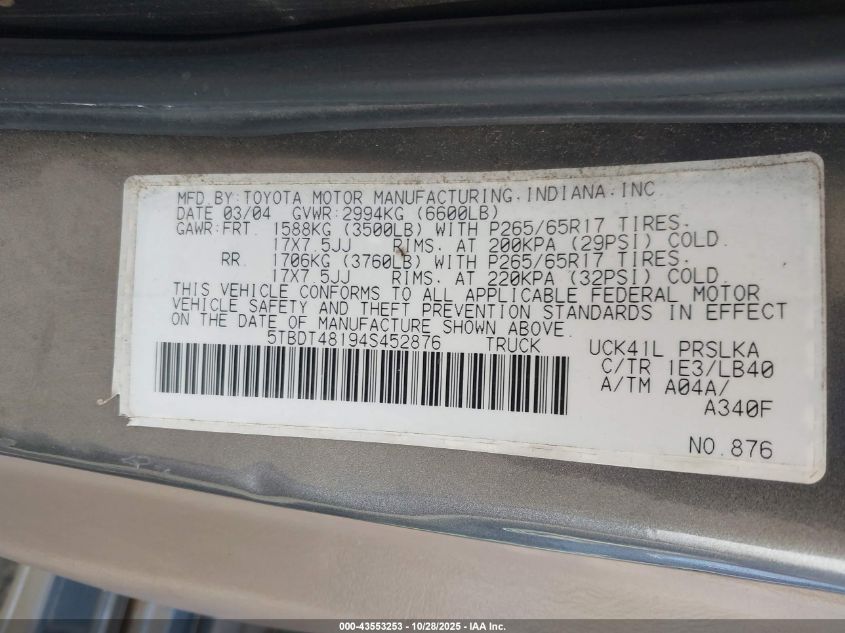 MFD.BY:TOYOTA MOTOR MANUFACTURING,INDIANA,INC
DATE 03/04 GVWR:2994KG (6600LB)
GAWR:FRT. 1588KG (3500LB) WITH P265/65R17 TIRES.
17X7.5JJ RIMS. AT 200KPA (29PSI) COLD.
RR. 1706KG (3760LB) WITH P265/65R17 TIRES.
17X7.5JJ RIMS. AT 220KPA (32PSI) COLD.
THIS VEHICLE CONFORMS TO ALL APPLICABLE FEDERAL MOTOR
VEHICLE SAFETY AND THEFT PREVENTION STANDARDS IN EFFECT
ON THE DATE OF MANUFACTURE SHOWN ABOVE.
5TBDT48194S452876 TRUCK UCK41L PRSLKA
C/TR 1E3/LB40
A/TM A04A/
A340F
NO.876
000-43553253 | 10/28/2025 - IAA Inc.